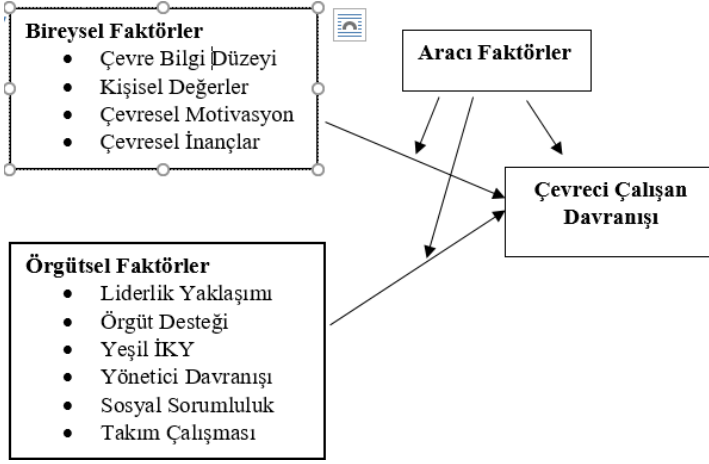 Bireysel Faktörler
• Çevre Bilgi Düzeyi
• Kişisel Değerler
• Çevresel Motivasyon
• Çevresel İnançlar
Aracı Faktörler
Çevreci Çalışan
Davranışı
Örgütsel Faktörler
• Liderlik Yaklaşımı
• Örgüt Desteği
• Yeşil İKY
• Yönetici Davranışı
• Sosyal Sorumluluk
• Takım Çalışması